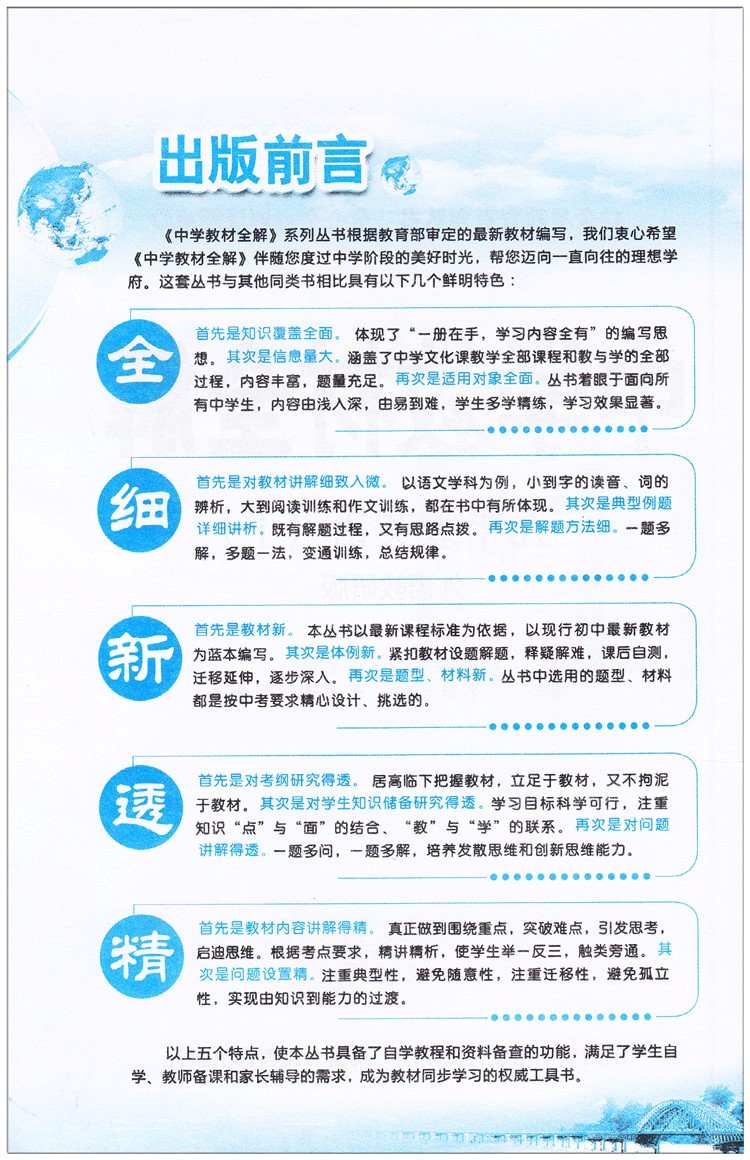 出版前言
《中学教材全解》系列丛书根据教育部审定的最新教材编写，我们衷心希望
《中学教材全解》伴随您度过中学阶段的美好时光，帮您迈向一直向往的理想学
府。这套丛书与其他同类书相比具有以下几个鲜明特色：
全
首先是知识覆盖全面。体现了“一册在手，学习内容全有”的编写思
想。其次是信息量大。涵盖了中学文化课教学全部课程和教与学的全部
过程，内容丰富，题量充足。再次是适用对象全面。丛书着眼于面向所
有中学生，内容由浅入深，由易到难，学生多学精练，学习效果显著。
细
首先是对教材讲解细致入微。以语文学科为例，小到字的读音、词的
辨析，大到阅读训练和作文训练，都在书中有所体现。其次是典型例题
详细讲析。既有解题过程，又有思路点拨。再次是解题方法细。一题多
解，多题一法，变通训练，总结规律。
新
首先是教材新。本丛书以最新课程标准为依据，以现行初中最新教材
为蓝本编写。其次是体例新。紧扣教材设题解题，释疑解难，课后自测，
迁移延伸，逐步深入。再次是题型、材料新。丛书中选用的题型、材料
都是按中考要求精心设计、挑选的。
透
首先是对考纲研究得透。居高临下把握教材，立足于教材，又不拘泥
于教材。其次是对学生知识储备研究得透。学习目标科学可行，注重
知识“点”与“面”的结合、“教”与“学”的联系。再次是对问题
讲解得透。一题多问，一题多解，培养发散思维和创新思维能力。
精
首先是教材内容讲解得精。真正做到围绕重点，突破难点，引发思考，
启迪思维。根据考点要求，精讲精析，使学生举一反三，触类旁通。其
次是问题设置精。注重典型性，避免随意性，注重迁移性，避免孤立
性，实现由知识到能力的过渡。
以上五个特点，使本丛书具备了自学教程和资料备查的功能，满足了学生自
学、教师备课和家长辅导的需求，成为教材同步学习的权威工具书。